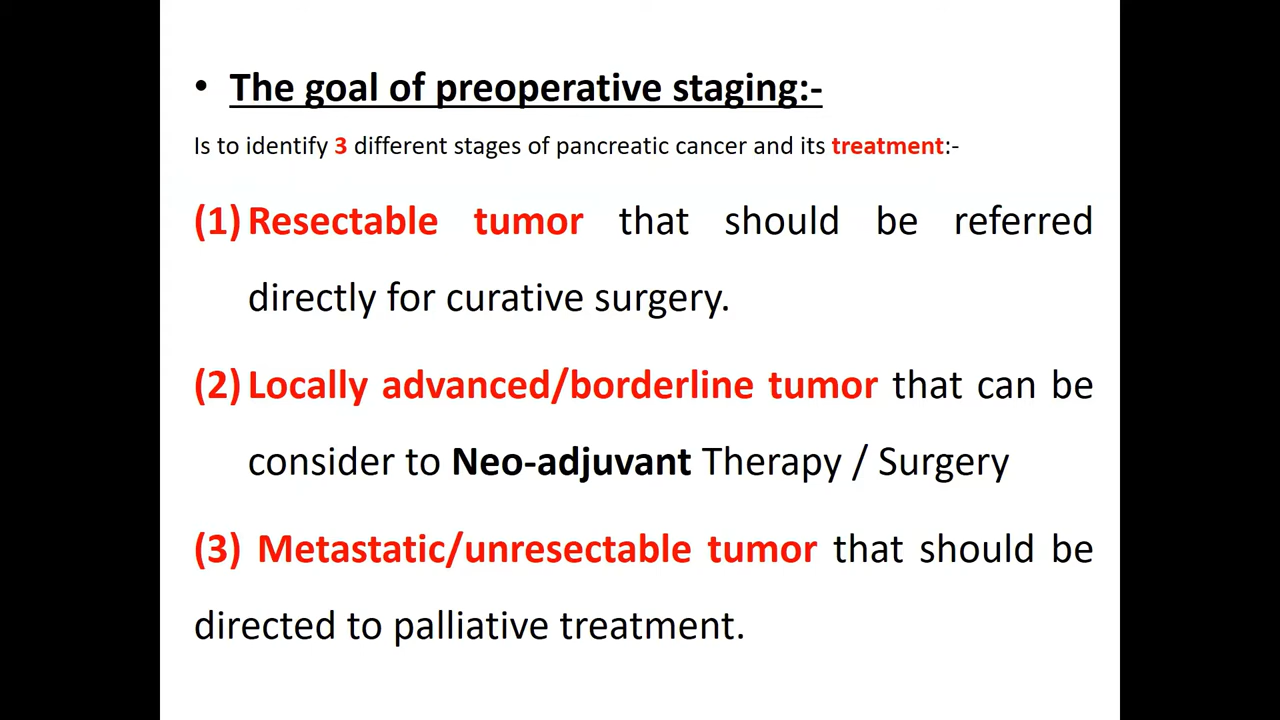 • The goal of preoperative staging:-
Is to identify 3 different stages of pancreatic cancer and its treatment:-
(1) Resectable tumor that should be referred
directly for curative surgery.
(2) Locally advanced/borderline tumor that can be
consider to Neo-adjuvant Therapy / Surgery
(3) Metastatic/unresectable tumor that should be
directed to palliative treatment.